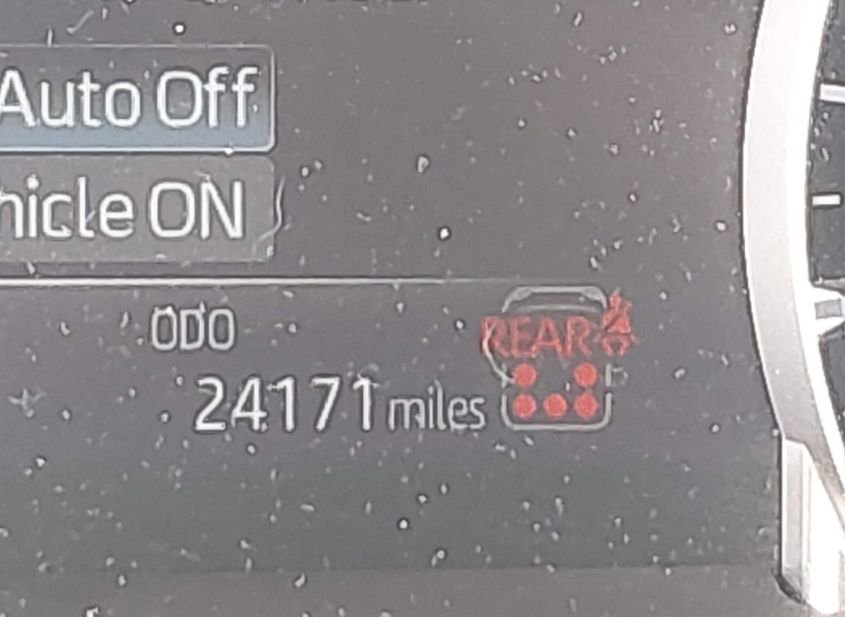 Auto Off
hicle ON
ODO
24171 miles
REAR